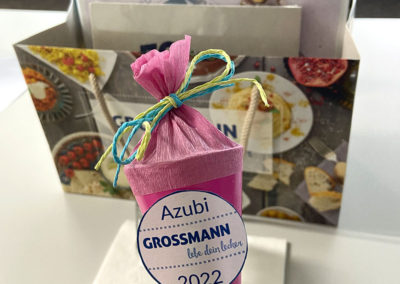 Azubi
GROSSMANN
lebe dein lecker
2022